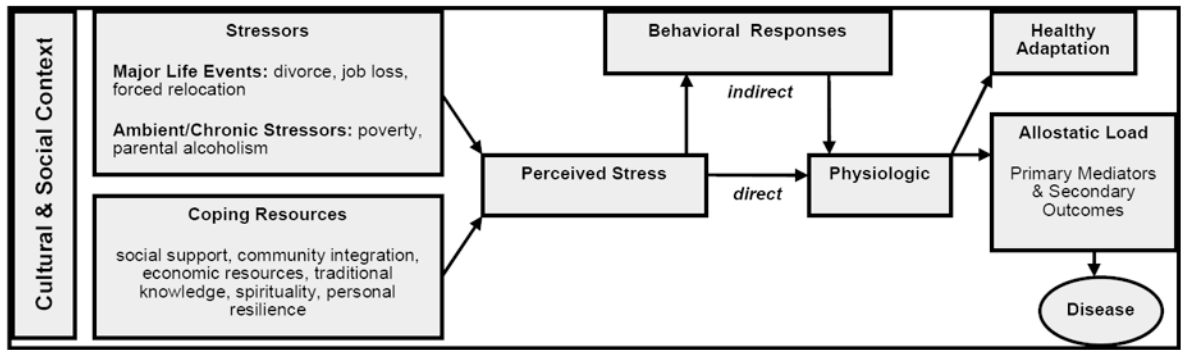 Cultural & Social Context
Stressors
Major Life Events: divorce, job loss,
forced relocation
Ambient/Chronic Stressors: poverty,
parental alcoholism
Coping Resources
social support, community integration,
economic resources, traditional
knowledge, spirituality, personal
resilience
Perceived Stress
Behavioral Responses
indirect
direct
Physiologic
Healthy
Adaptation
Allostatic Load
Primary Mediators
& Secondary
Outcomes
Disease